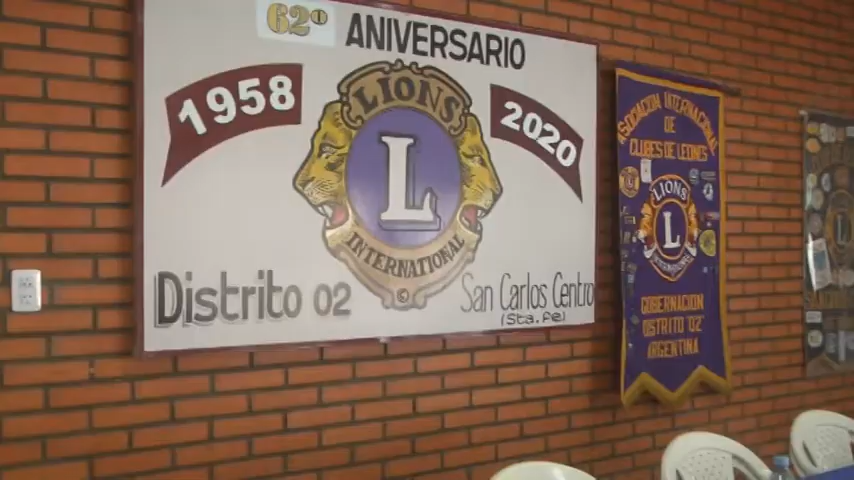 62º ANIVERSARIO
1958
2020
LIONS
L
INTERNATIONAL
©
Distrito 02
San Carlos Centro
(Sta. Fe)
ASOCIACION INTERNACIONAL
DE
CLUBES DE LEONES
LIONS
L
GOBERNACION
DISTRITO "02"
ARGENTINA